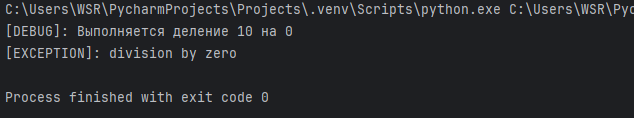 C:\Users\WSR\PycharmProjects\Projects\.venv\Scripts\python.exe C:\Users\WSR\Pyc
[DEBUG]: Выполняется деление 10 на 0
[EXCEPTION]: division by zero
Process finished with exit code 0